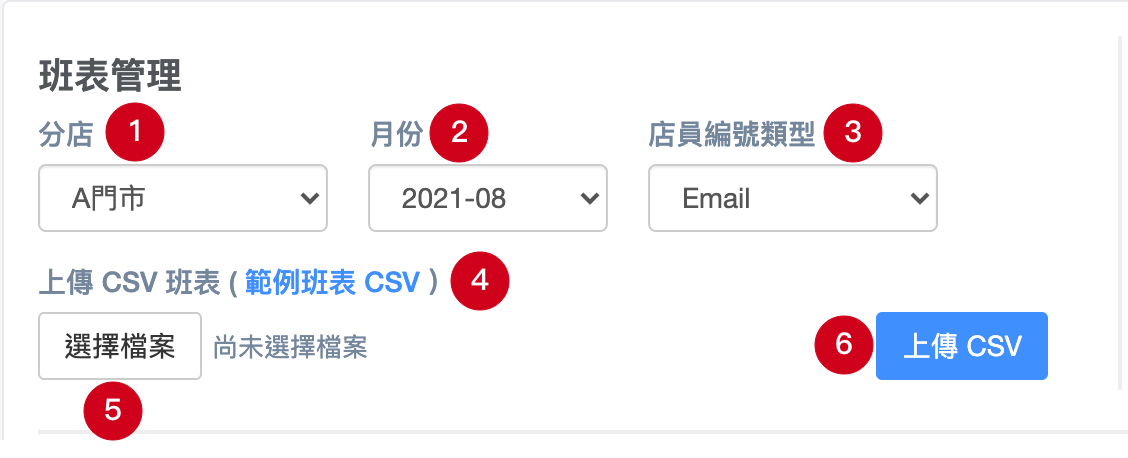 班表管理
分店 1 月份 2 店員編號類型 3
A門市 2021-08 Email
上傳 CSV 班表 ( 範例班表 CSV ) 4
選擇檔案 尚未選擇檔案 6 上傳 CSV
5